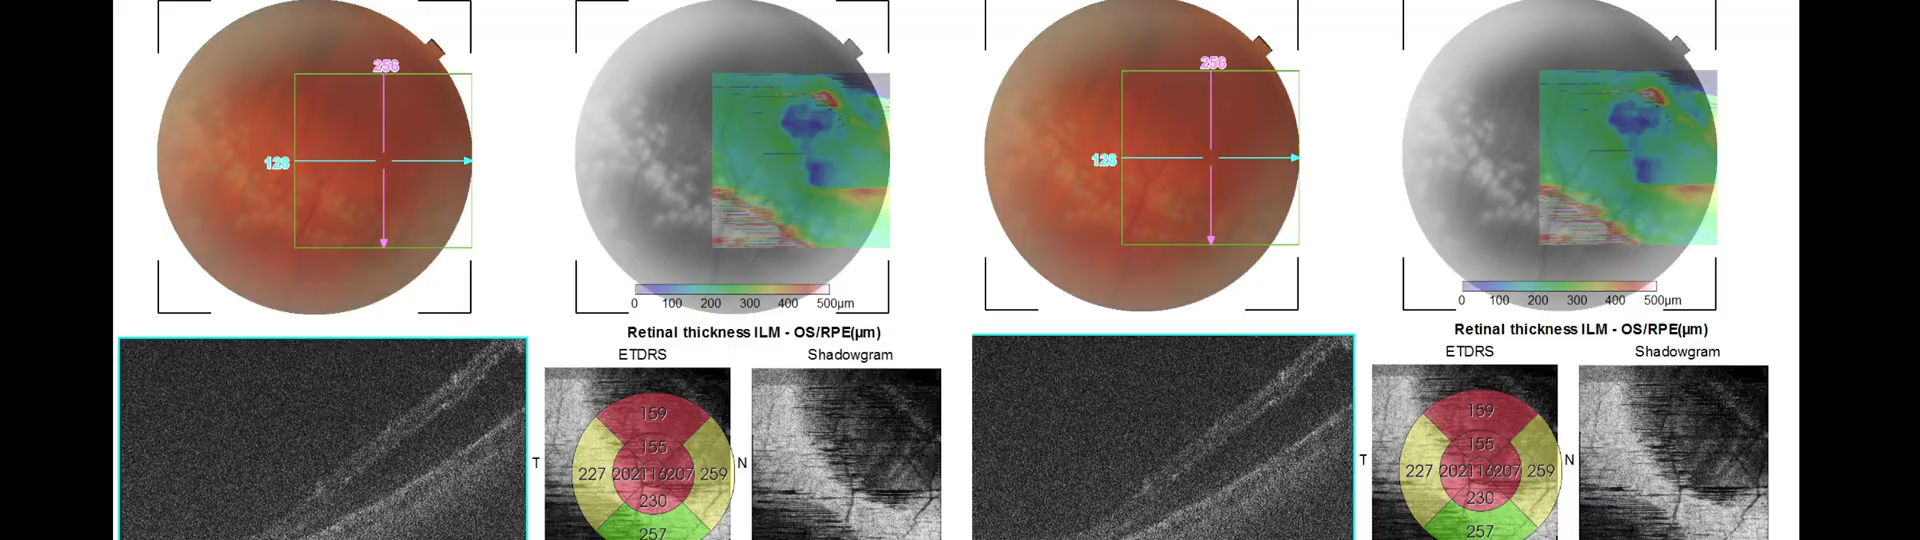 256
128
0 100 200 300 400 500µm
Retinal thickness ILM - OS/RPE(µm)
ETDRS Shadowgram
159
155
T 227 202 116 207 259 N
230
257
256
128
0 100 200 300 400 500µm
Retinal thickness ILM - OS/RPE(µm)
ETDRS Shadowgram
159
155
T 227 202 116 207 259 N
230
257